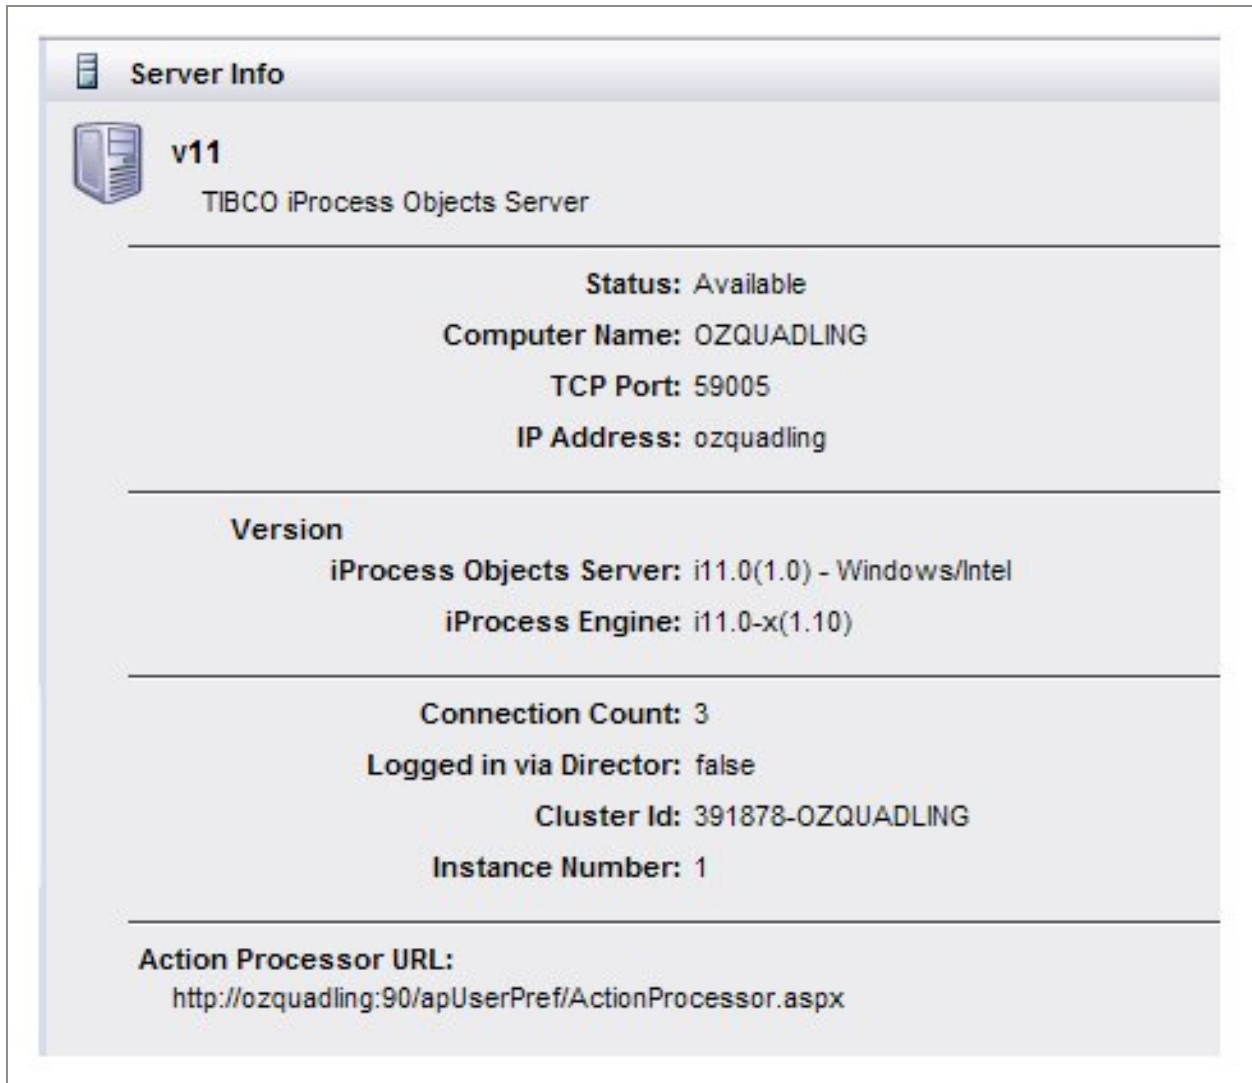 Server Info
v11
TIBCO iProcess Objects Server
Status: Available
Computer Name: OZQUADLING
TCP Port: 59005
IP Address: ozquadling
Version
iProcess Objects Server: i11.0(1.0) - Windows/Intel
iProcess Engine: i11.0-x(1.10)
Connection Count: 3
Logged in via Director: false
Cluster Id: 391878-OZQUADLING
Instance Number: 1
Action Processor URL:
http://ozquadling:90/apUserPref/ActionProcessor.aspx